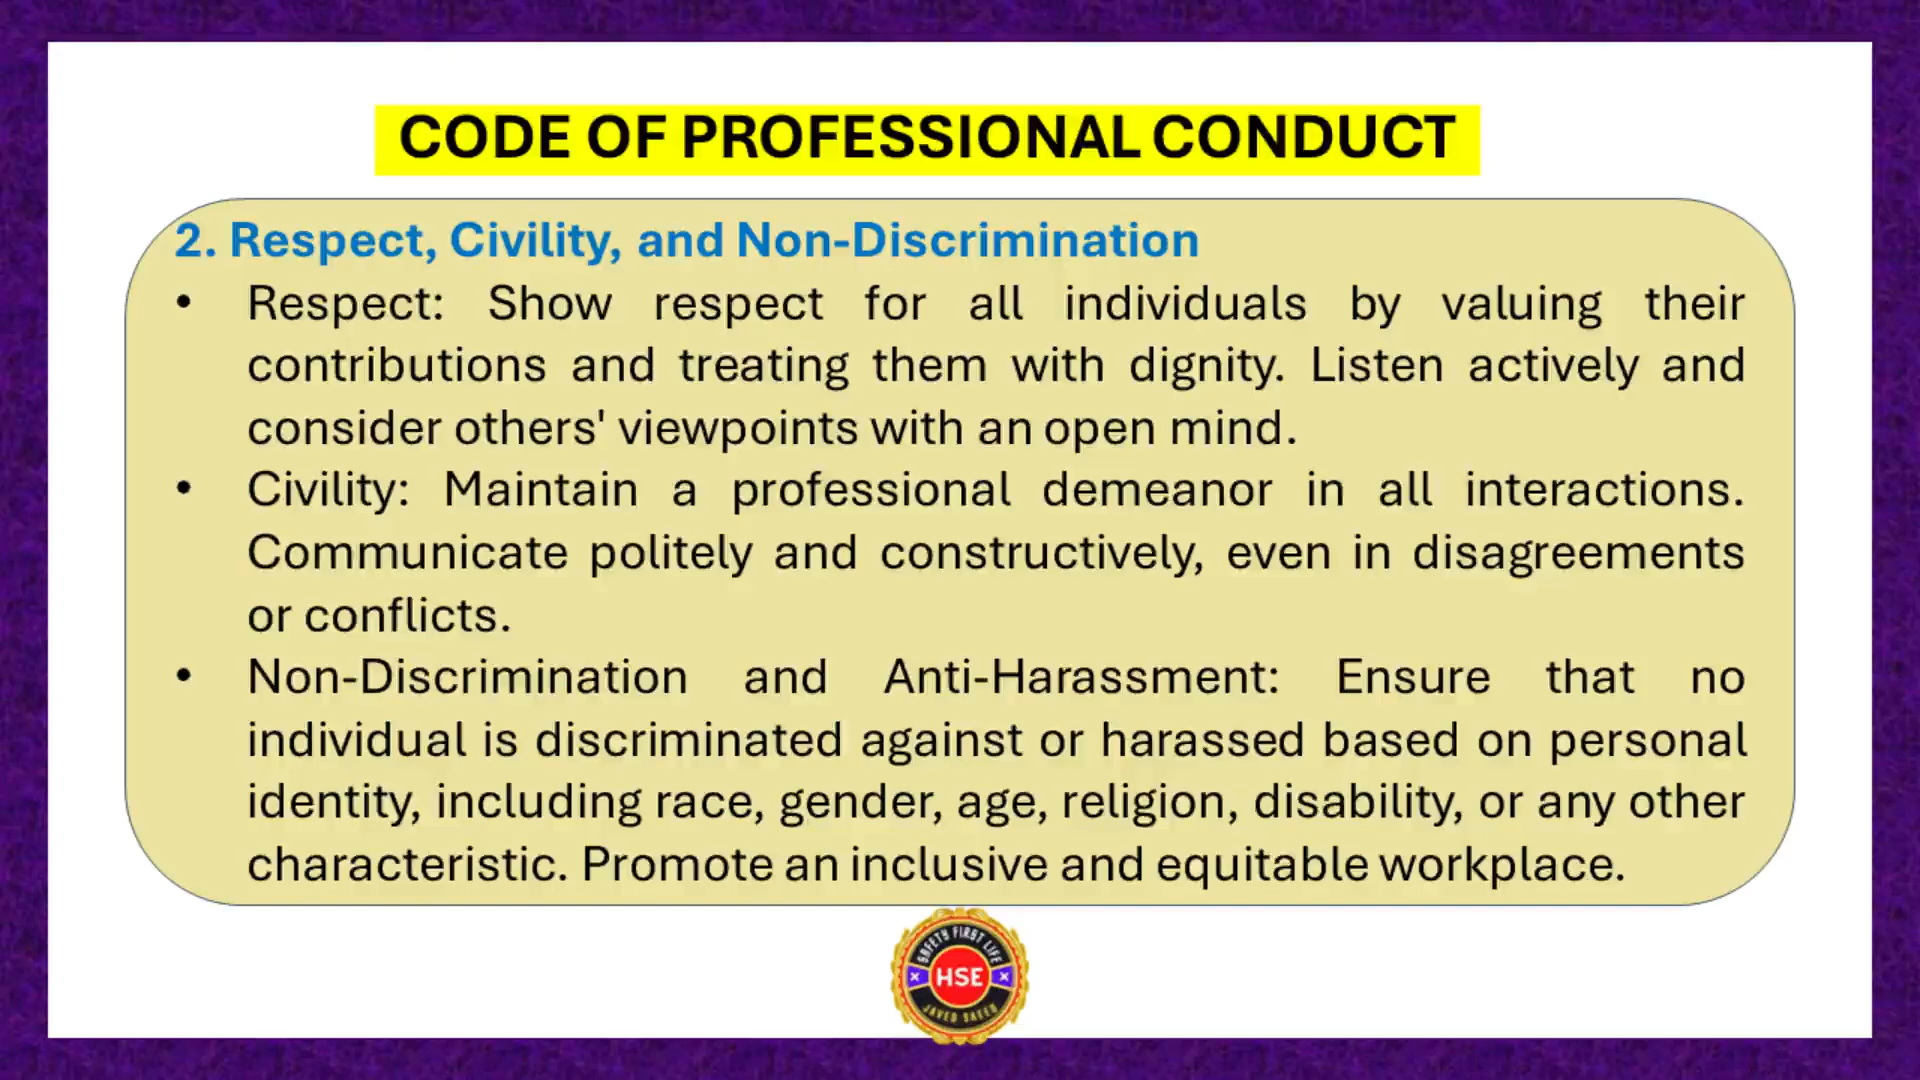 CODE OF PROFESSIONAL CONDUCT
2. Respect, Civility, and Non-Discrimination
• Respect: Show respect for all individuals by valuing their
contributions and treating them with dignity. Listen actively and
consider others' viewpoints with an open mind.
• Civility: Maintain a professional demeanor in all interactions.
Communicate politely and constructively, even in disagreements
or conflicts.
• Non-Discrimination and Anti-Harassment: Ensure that no
individual is discriminated against or harassed based on personal
identity, including race, gender, age, religion, disability, or any other
characteristic. Promote an inclusive and equitable workplace.
SAFETY FIRST LIFE
HSE
JAVED SAEED